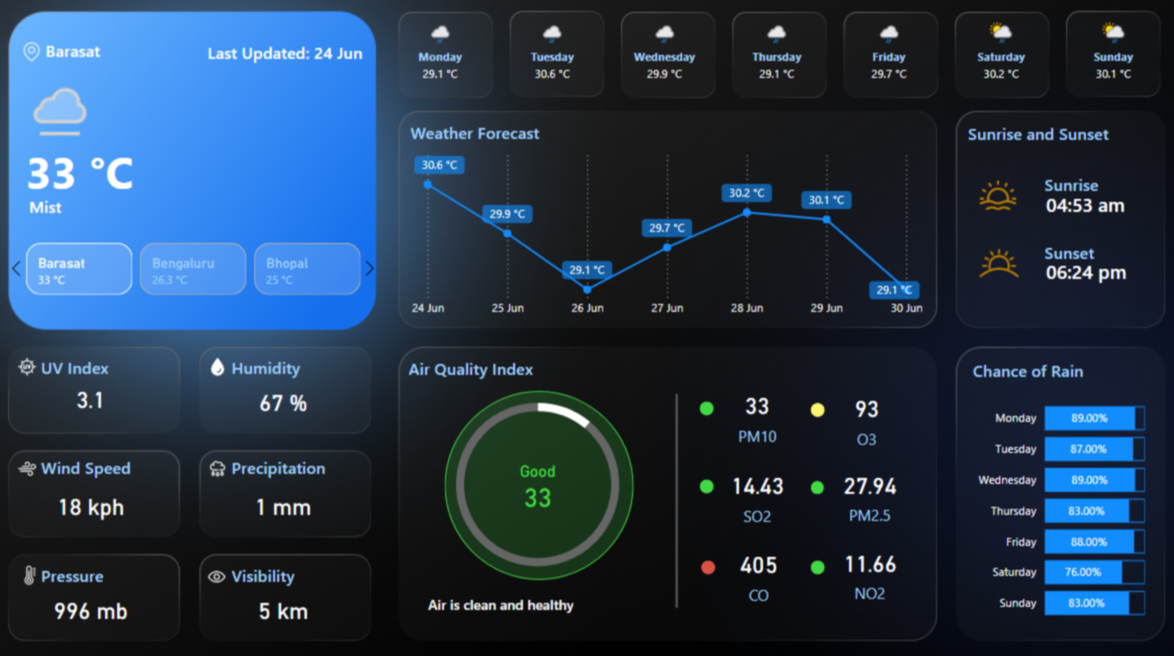 Barasat
Last Updated: 24 Jun
33 °C
Mist
Barasat
33 °C
Bengaluru
26.3 °C
Bhopal
25 °C
Monday
29.1 °C
Tuesday
30.6 °C
Wednesday
29.9 °C
Thursday
29.1 °C
Friday
29.7 °C
Saturday
30.2 °C
Sunday
30.1 °C
Weather Forecast
30.6 °C
29.9 °C
29.1 °C
29.7 °C
30.2 °C
30.1 °C
29.1 °C
24 Jun
25 Jun
26 Jun
27 Jun
28 Jun
29 Jun
30 Jun
Sunrise and Sunset
Sunrise
04:53 am
Sunset
06:24 pm
UV Index
3.1
Humidity
67 %
Wind Speed
18 kph
Precipitation
1 mm
Pressure
996 mb
Visibility
5 km
Air Quality Index
Good
33
Air is clean and healthy
33
PM10
93
O3
14.43
SO2
27.94
PM2.5
405
CO
11.66
NO2
Chance of Rain
Monday 89.00%
Tuesday 87.00%
Wednesday 89.00%
Thursday 83.00%
Friday 88.00%
Saturday 76.00%
Sunday 83.00%